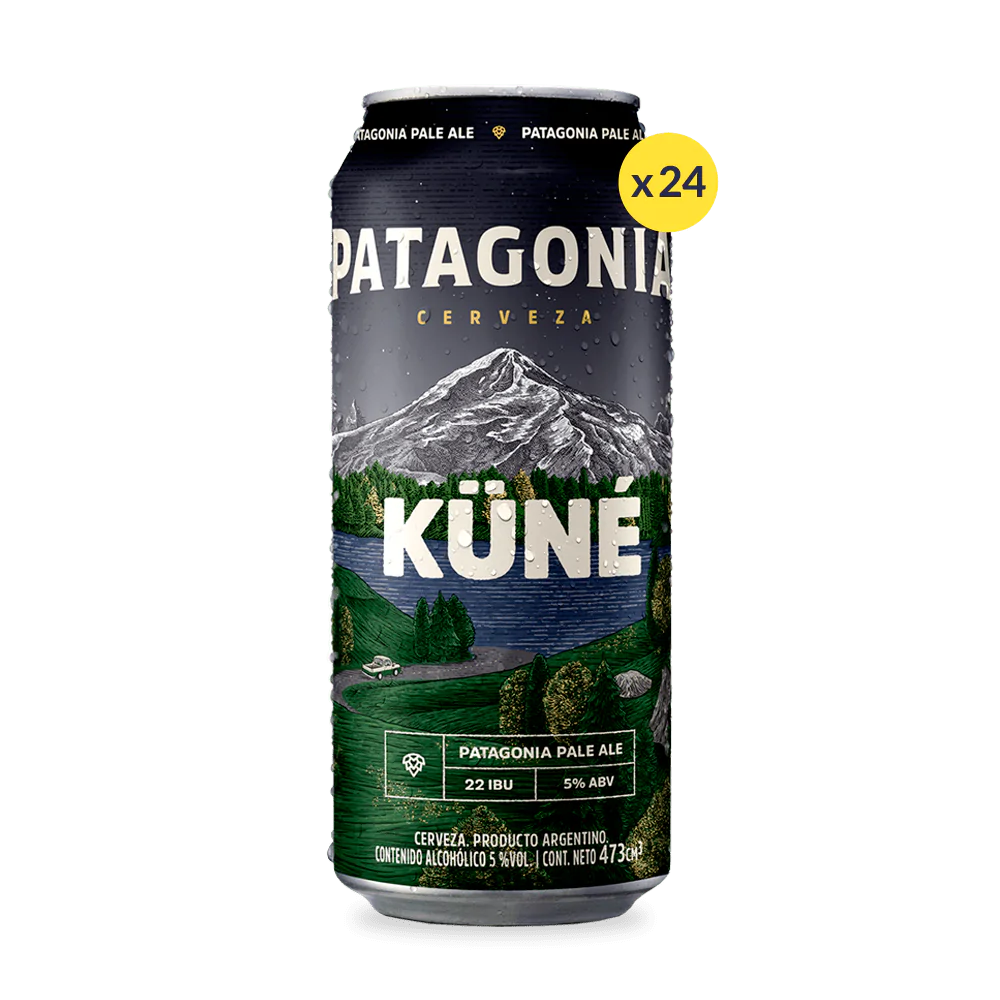 PATAGONIA PALE ALE PATAGONIA PALE
x24
PATAGONIA
CERVEZA
KÜNÉ
PATAGONIA PALE ALE
22 IBU 5% ABV
CERVEZA. PRODUCTO ARGENTINO.
CONTENIDO ALCOHÓLICO 5 %VOL. | CONT. NETO 473CM³